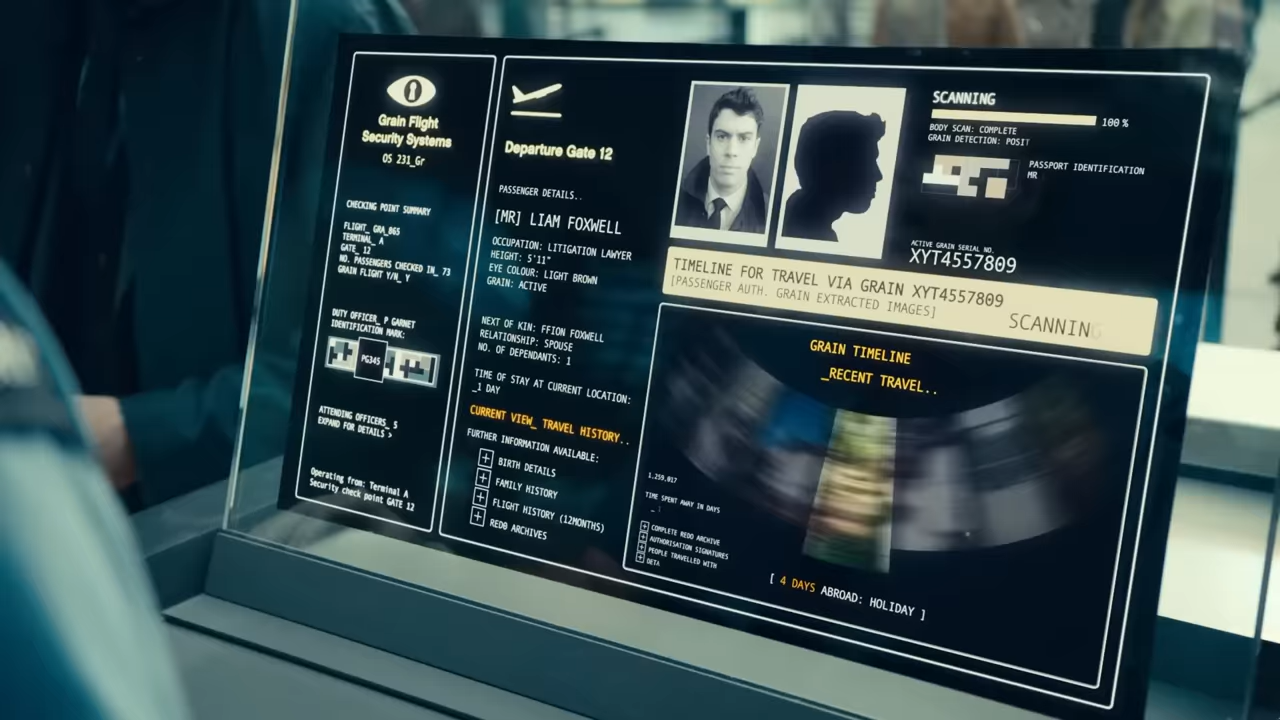 Grain Flight
Security Systems
OS 231_Gr
CHECKING POINT SUMMARY
FLIGHT_ GRA_865
TERMINAL_ A
GATE_ 12
NO. PASSENGERS CHECKED IN_ 73
GRAIN FLIGHT Y/N_ Y
DUTY OFFICER_ P GARNET
IDENTIFICATION MARK:
PG345
ATTENDING OFFICERS_ 5
EXPAND FOR DETAILS >
Operating from: Terminal A
Security check point GATE 12
Departure Gate 12
PASSENGER DETAILS..
[MR] LIAM FOXWELL
OCCUPATION: LITIGATION LAWYER
HEIGHT: 5'11"
EYE COLOUR: LIGHT BROWN
GRAIN: ACTIVE
NEXT OF KIN: FFION FOXWELL
RELATIONSHIP: SPOUSE
NO. OF DEPENDANTS: 1
TIME OF STAY AT CURRENT LOCATION:
_1 DAY
CURRENT VIEW_ TRAVEL HISTORY..
FURTHER INFORMATION AVAILABLE:
BIRTH DETAILS
FAMILY HISTORY
FLIGHT HISTORY (12MONTHS)
REDO ARCHIVES
SCANNING
100%
BODY SCAN: COMPLETE
GRAIN DETECTION: POSIT
PASSPORT IDENTIFICATION
MR
ACTIVE GRAIN SERIAL NO.
XYT4557809
TIMELINE FOR TRAVEL VIA GRAIN XYT4557809
[PASSENGER AUTH. GRAIN EXTRACTED IMAGES]
SCANNING
GRAIN TIMELINE
_RECENT TRAVEL..
1,259,017
TIME SPENT AWAY IN DAYS
_ :
COMPLETE REDO ARCHIVE
AUTHORISATION SIGNATURES
PEOPLE TRAVELLED WITH
DETA
[ 4 DAYS ABROAD: HOLIDAY ]